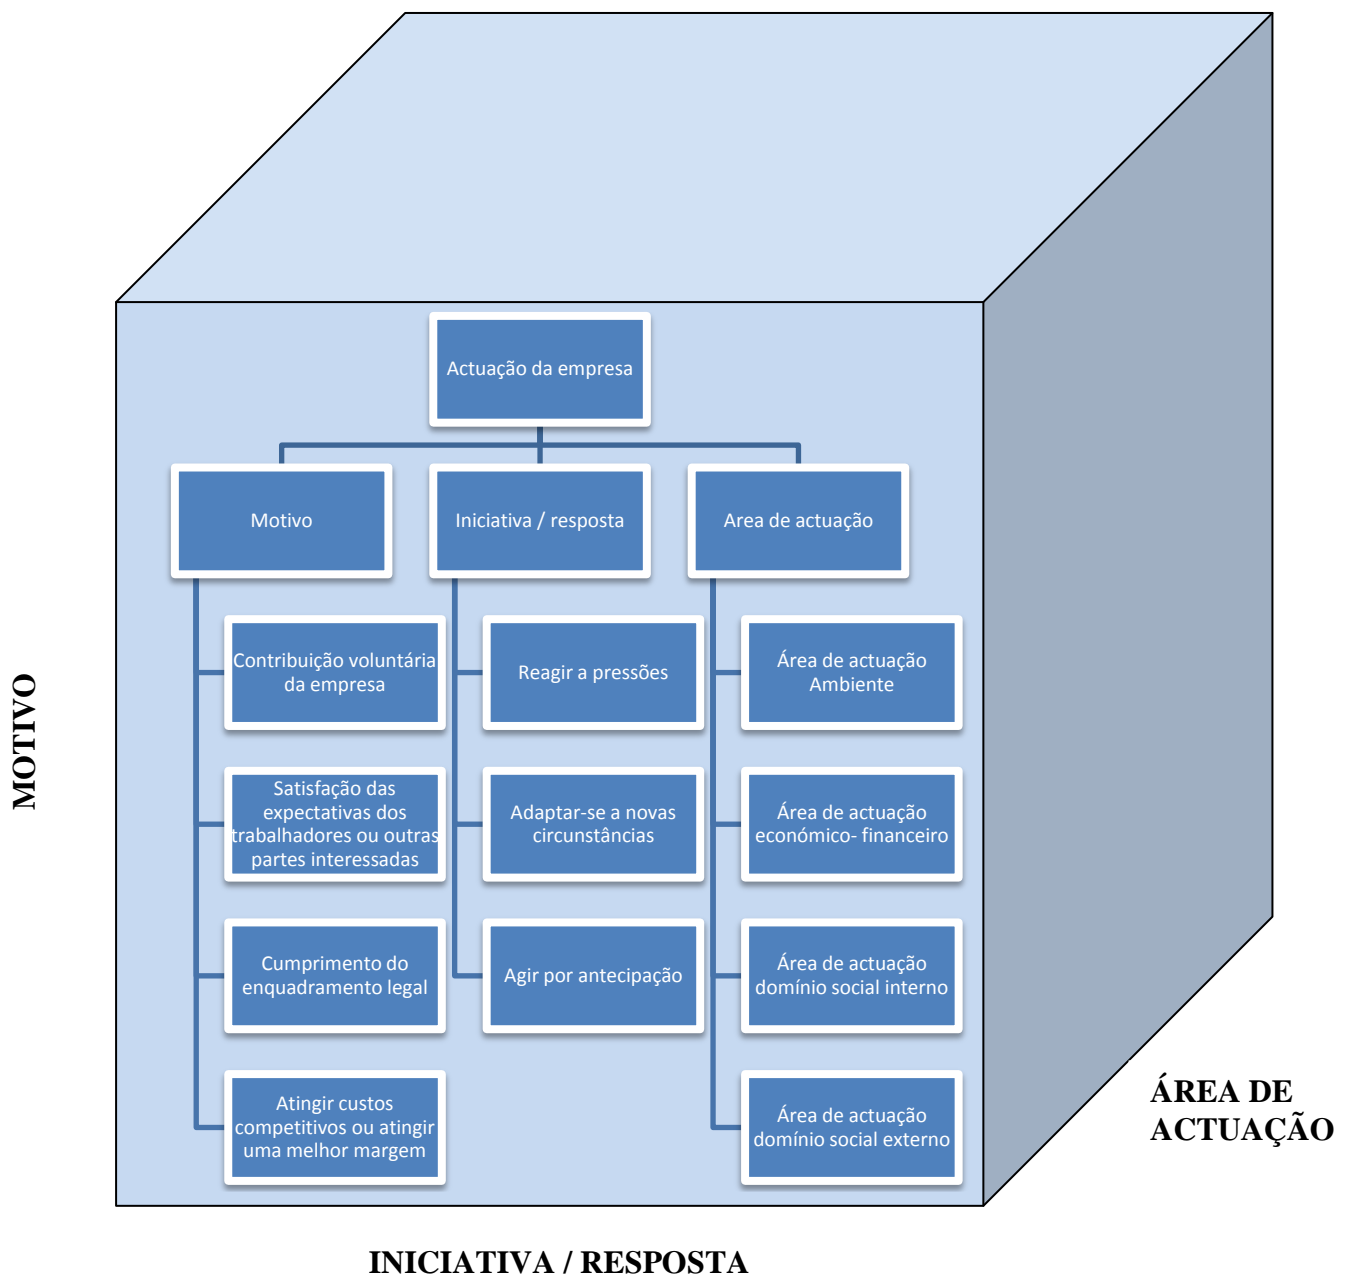 Actuação da empresa
Motivo
Iniciativa / resposta
Area de actuação
Contribuição voluntária
da empresa
Reagir a pressões
Área de actuação
Ambiente
Satisfação das
expectativas dos
trabalhadores ou outras
partes interessadas
Adaptar-se a novas
circunstâncias
Área de actuação
económico- financeiro
Cumprimento do
enquadramento legal
Agir por antecipação
Área de actuação
domínio social interno
Atingir custos
competitivos ou atingir
uma melhor margem
Área de actuação
domínio social externo
MOTIVO
ÁREA DE
ACTUAÇÃO
INICIATIVA / RESPOSTA